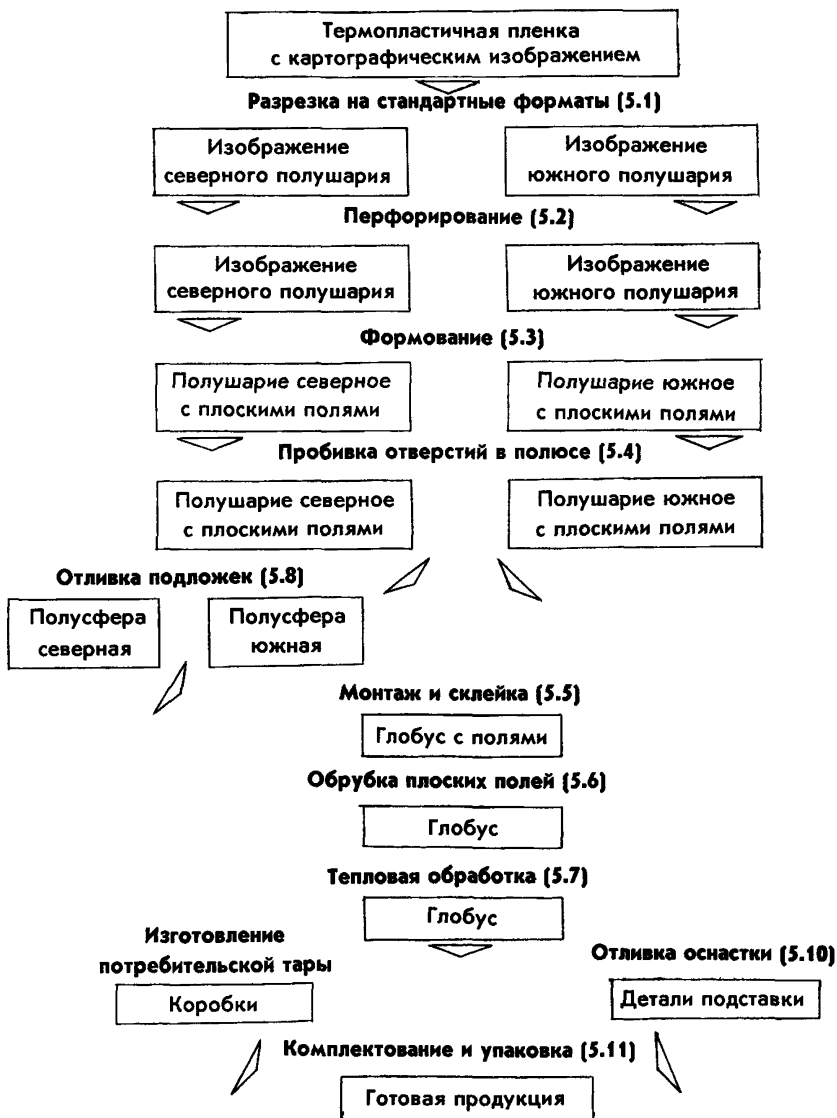 Термопластичная пленка
с картографическим изображением
Разрезка на стандартные форматы (5.1)
Изображение
северного полушария
Изображение
южного полушария
Перфорирование (5.2)
Изображение
северного полушария
Изображение
южного полушария
Формование (5.3)
Полушарие северное
с плоскими полями
Полушарие южное
с плоскими полями
Пробивка отверстий в полюсе (5.4)
Полушарие северное
с плоскими полями
Полушарие южное
с плоскими полями
Отливка подложек (5.8)
Полусфера
северная
Полусфера
южная
Монтаж и склейка (5.5)
Глобус с полями
Обрубка плоских полей (5.6)
Глобус
Тепловая обработка (5.7)
Глобус
Изготовление
потребительской тары
Коробки
Отливка оснастки (5.10)
Детали подставки
Комплектование и упаковка (5.11)
Готовая продукция